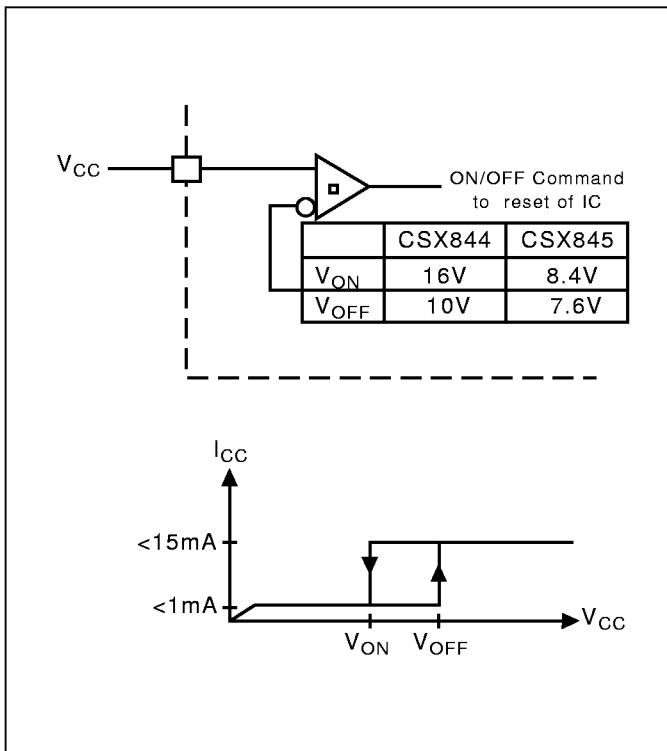 VCC
ON/OFF Command
to reset of IC
CSX844 CSX845
VON 16V 8.4V
VOFF 10V 7.6V
ICC
<15mA
<1mA
VCC
VON VOFF